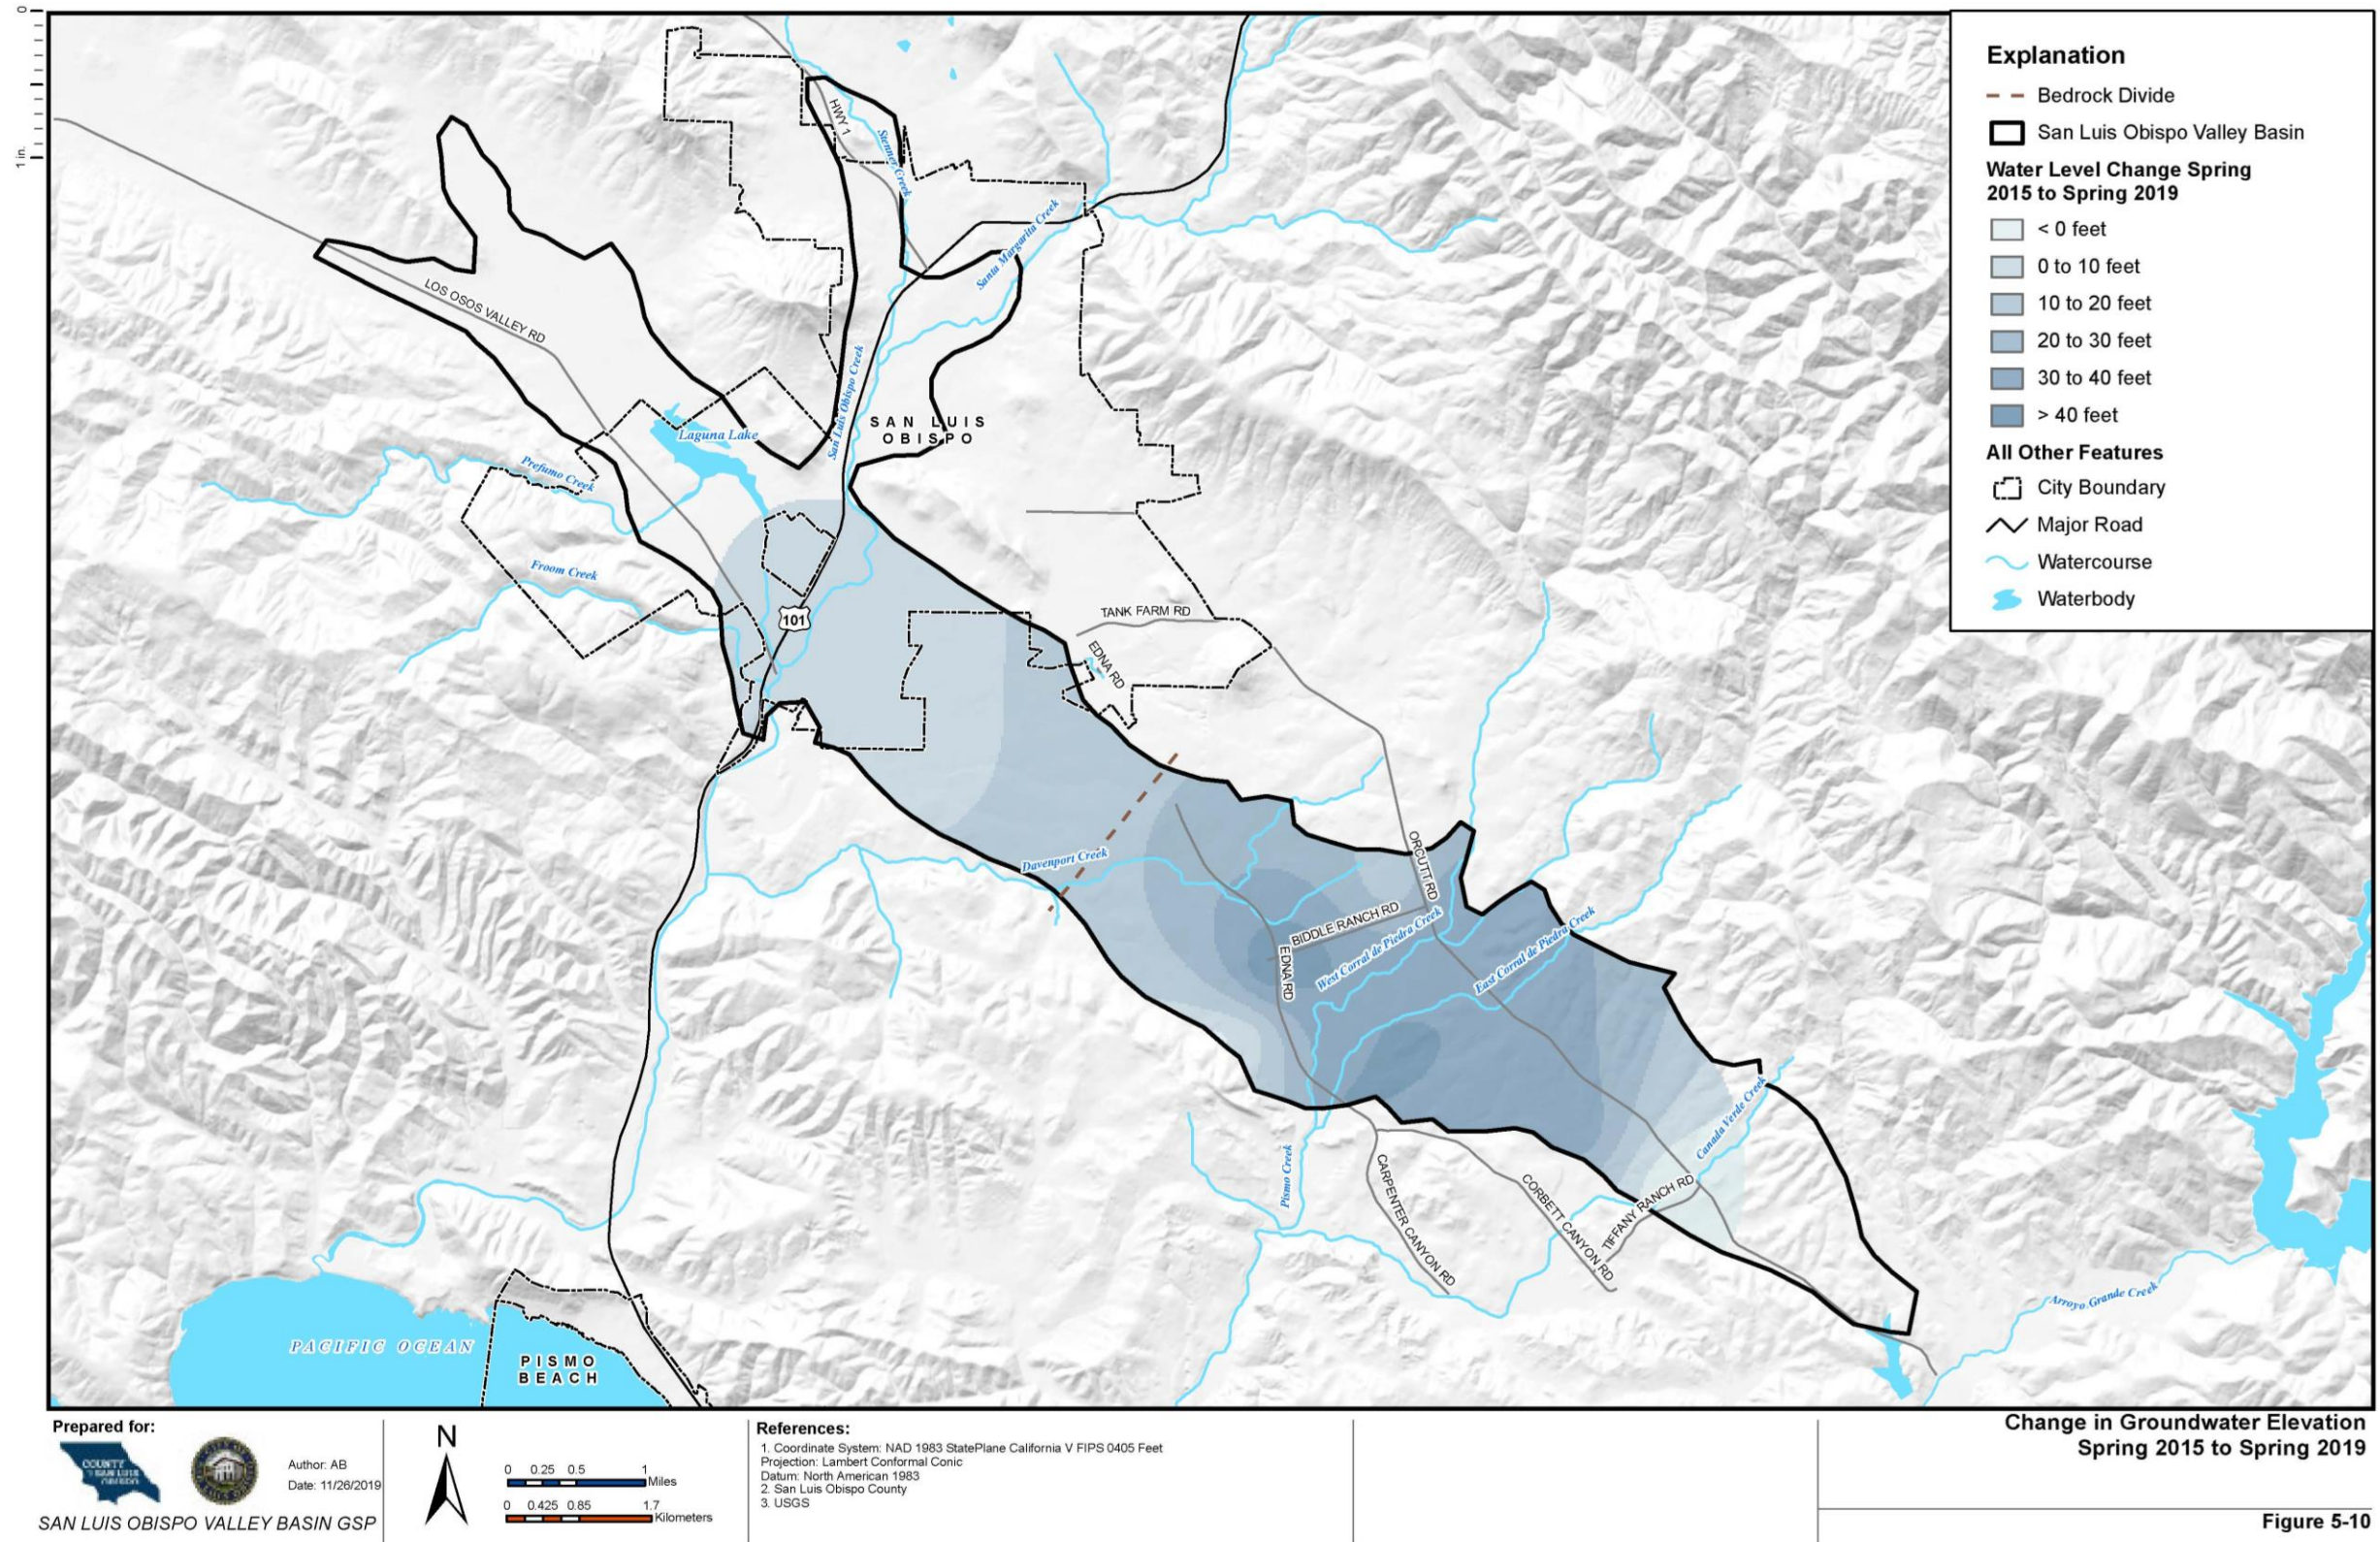 0
1 in.
Explanation
Bedrock Divide
San Luis Obispo Valley Basin
Water Level Change Spring
2015 to Spring 2019
< 0 feet
0 to 10 feet
10 to 20 feet
20 to 30 feet
30 to 40 feet
> 40 feet
All Other Features
City Boundary
Major Road
Watercourse
Waterbody
HWY 1
Stenner Creek
Santa Margarita Creek
LOS OSOS VALLEY RD
San Luis Obispo Creek
SAN LUIS
OBISPO
Laguna Lake
Prefumo Creek
Froom Creek
101
TANK FARM RD
EDNA RD
Davenport Creek
ORCUTT RD
BIDDLE RANCH RD
West Corral de Piedra Creek
East Corral de Piedra Creek
EDNA RD
Canada Verde Creek
Pismo Creek
CARPENTER CANYON RD
CORBETT CANYON RD
TIFFANY RANCH RD
Arroyo Grande Creek
PACIFIC OCEAN
PISMO
BEACH
Prepared for:
COUNTY
SAN LUIS
OBISPO
Author: AB
Date: 11/26/2019
SAN LUIS OBISPO VALLEY BASIN GSP
N
0 0.25 0.5 1
Miles
0 0.425 0.85 1.7
Kilometers
References:
1. Coordinate System: NAD 1983 StatePlane California V FIPS 0405 Feet
Projection: Lambert Conformal Conic
Datum: North American 1983
2. San Luis Obispo County
3. USGS
Change in Groundwater Elevation
Spring 2015 to Spring 2019
Figure 5-10